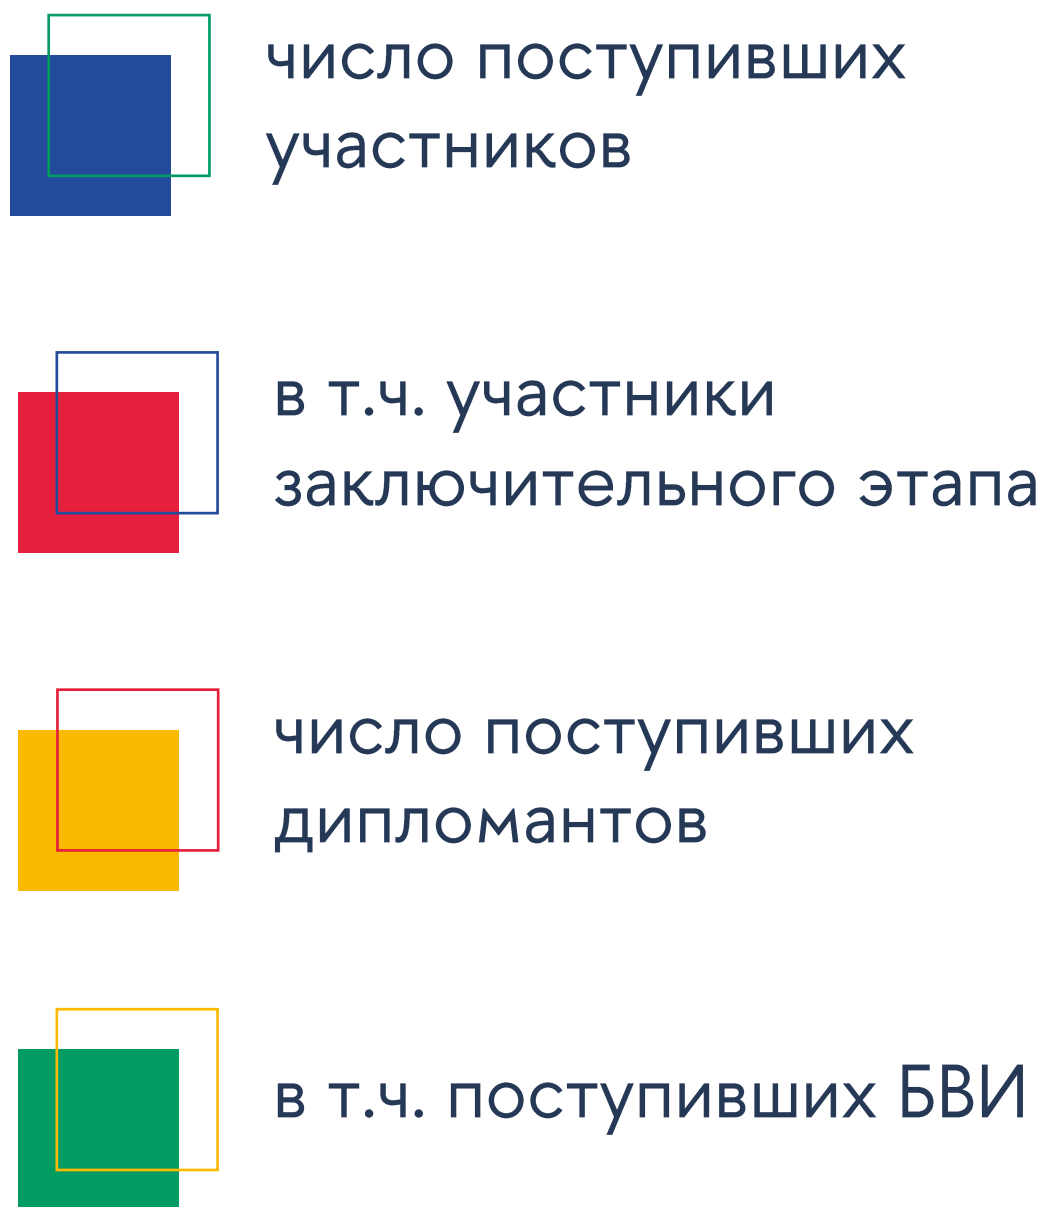 число поступивших
участников
в т.ч. участники
заключительного этапа
число поступивших
дипломантов
в т.ч. поступивших БВИ